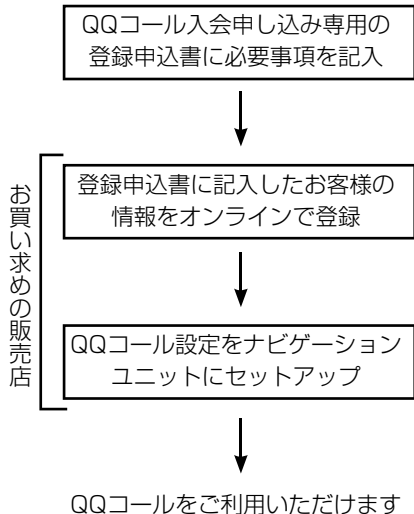 QQコール入会申し込み専用の
登録申込書に必要事項を記入
お買い求めの販売店
登録申込書に記入したお客様の
情報をオンラインで登録
QQコール設定をナビゲーション
ユニットにセットアップ
QQコールをご利用いただけます